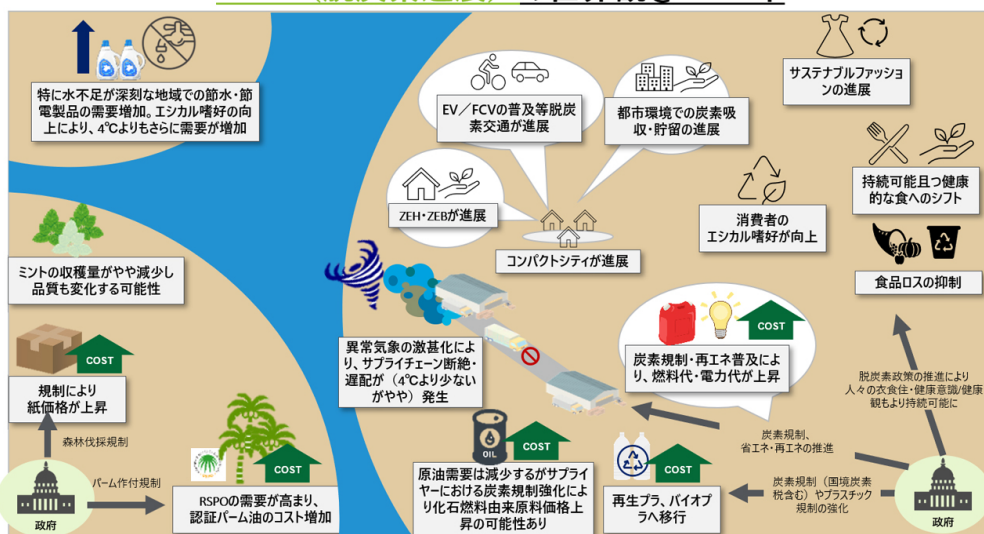 特に水不足が深刻な地域での節水・節
電製品の需要増加。エシカル嗜好の向
上により、4℃よりもさらに需要が増加
EV／FCVの普及等脱炭
素交通が進展
都市環境での炭素吸
収・貯留の進展
サステナブルファッショ
ンの進展
ZEH・ZEBが進展
コンパクトシティが進展
消費者の
エシカル嗜好が向上
持続可能且つ健康
的な食へのシフト
食品ロスの抑制
ミントの収穫量がやや減少し
品質も変化する可能性
COST
規制により
紙価格が上昇
森林伐採規制
政府
パーム作付規制
COST
RSPOの需要が高まり、
認証パーム油のコスト増加
異常気象の激甚化によ
り、サプライチェーン断絶・
遅配が（4℃より少ない
がやや）発生
COST
炭素規制・再エネ普及によ
り、燃料代・電力代が上昇
OIL
COST
原油需要は減少するがサプライ
ヤーにおける炭素規制強化によ
り化石燃料由来原料価格上
昇の可能性あり
COST
再生プラ、バイオプ
ラへ移行
脱炭素政策の推進により
人々の衣食住・健康意識/健康
観もより持続可能に
炭素規制、
省エネ・再エネの推進
炭素規制（国境炭素
税含む）やプラスチック
規制の強化
政府